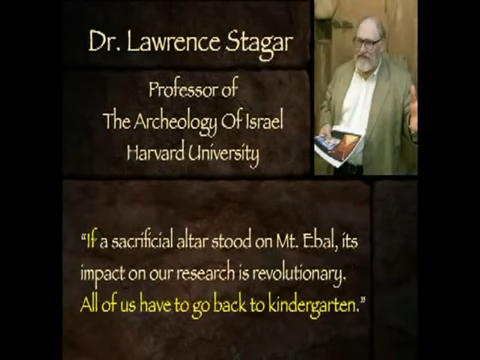 Dr. Lawrence Stagar
Professor of
The Archeology Of Israel
Harvard University
“If a sacrificial altar stood on Mt. Ebal, its
impact on our research is revolutionary.
All of us have to go back to kindergarten.”